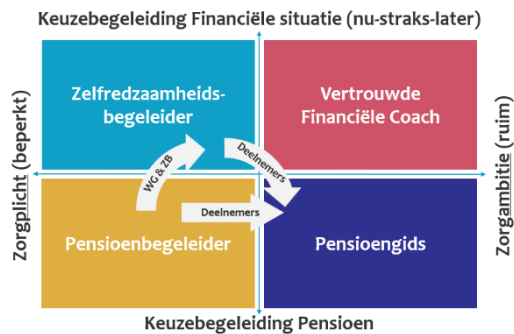 Keuzebegeleiding Financiële situatie (nu-straks-later)
Zelfredzaamheids-
begeleider
Vertrouwde
Financiële Coach
Zorgplicht (beperkt)
Zorgambitie (ruim)
WG & ZB
Deelnemers
Deelnemers
Pensioenbegeleider
Pensioengids
Keuzebegeleiding Pensioen